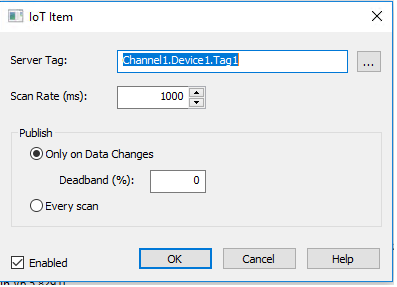 IoT Item
Server Tag: Channel1.Device1.Tag1 ...
Scan Rate (ms): 1000
Publish
Only on Data Changes
Deadband (%): 0
Every scan
Enabled OK Cancel Help